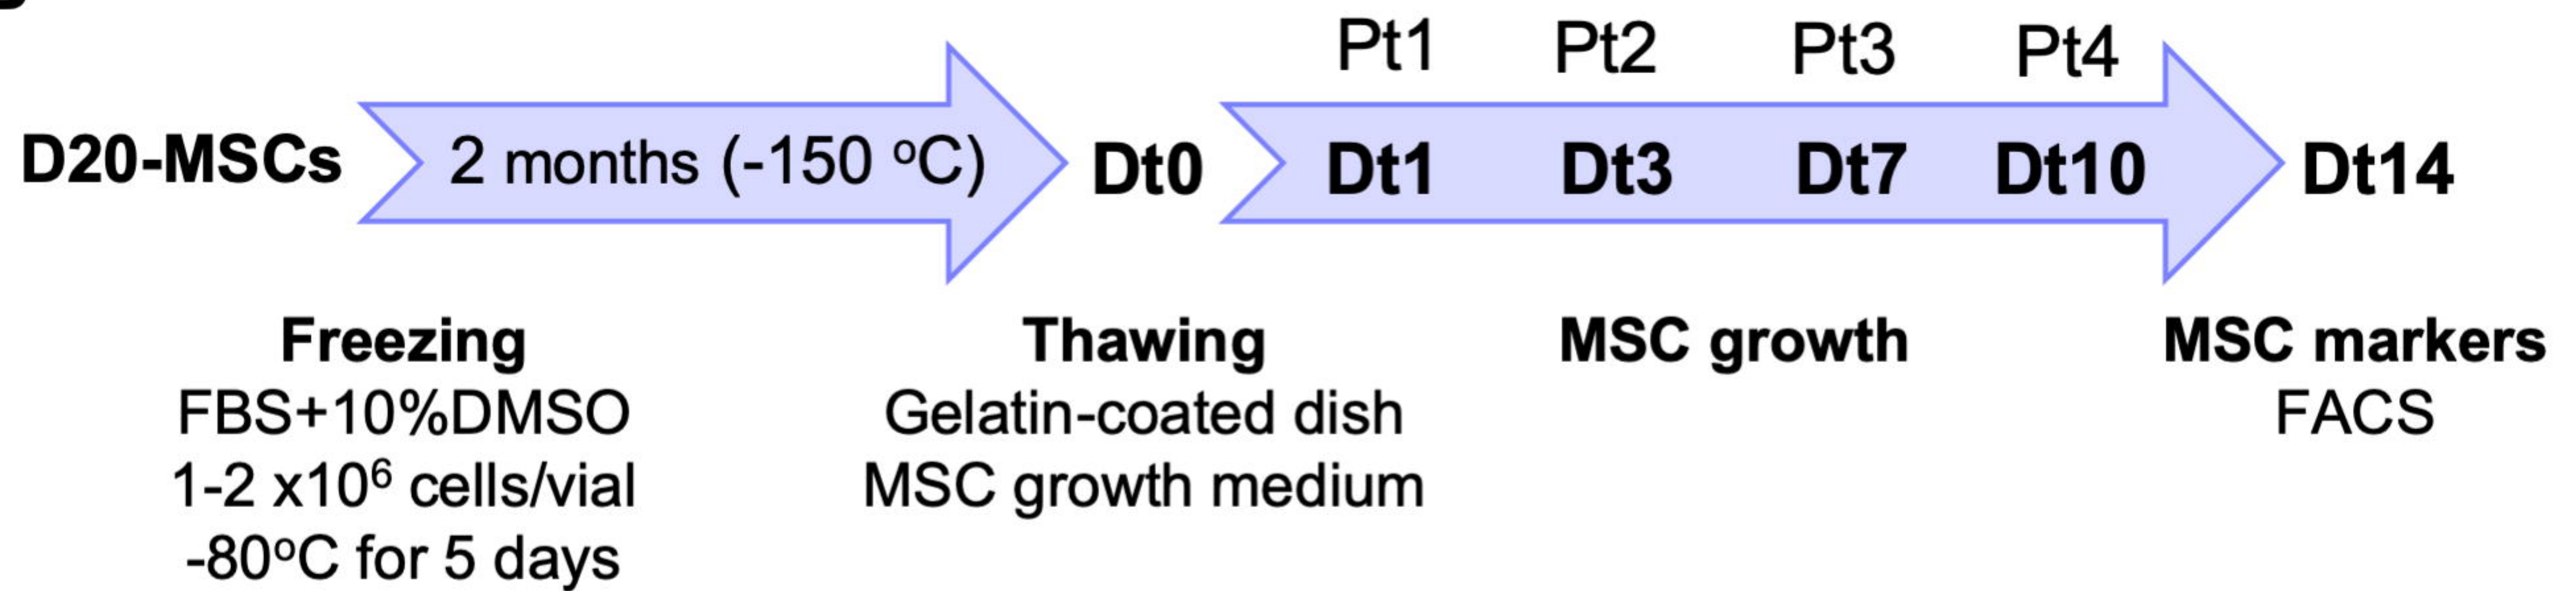 Pt1 Pt2 Pt3 Pt4
D20-MSCs 2 months (-150 ºC) Dt0 Dt1 Dt3 Dt7 Dt10 Dt14
Freezing
FBS+10%DMSO
1-2 x10⁶ cells/vial
-80ºC for 5 days
Thawing
Gelatin-coated dish
MSC growth medium
MSC growth
MSC markers
FACS